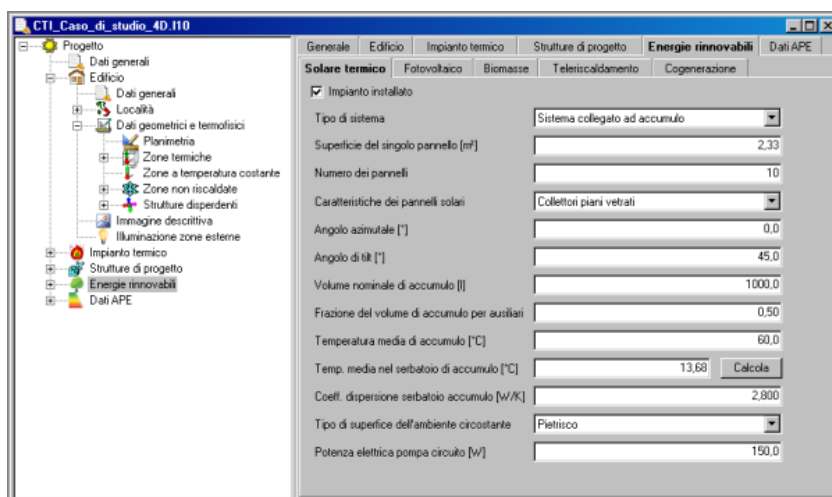 CTI_Caso_di_studio_4D.I10
Progetto
Dati generali
Edificio
Dati generali
Località
Dati geometrici e termofisici
Planimetria
Zone termiche
Zone a temperatura costante
Zone non riscaldate
Strutture disperdenti
Immagine descrittiva
Illuminazione zone esterne
Impianto termico
Strutture di progetto
Energie rinnovabili
Dati APE
Generale Edificio Impianto termico Strutture di progetto Energie rinnovabili Dati APE
Solare termico Fotovoltaico Biomasse Teleriscaldamento Cogenerazione
Impianto installato
Tipo di sistema Sistema collegato ad accumulo
Superficie del singolo pannello [m²] 2,33
Numero dei pannelli 10
Caratteristiche dei pannelli solari Collettori piani vetrati
Angolo azimutale [°] 0,0
Angolo di tilt [°] 45,0
Volume nominale di accumulo [l] 1000,0
Frazione del volume di accumulo per ausiliari 0,50
Temperatura media di accumulo [°C] 60,0
Temp. media nel serbatoio di accumulo [°C] 13,68 Calcola
Coeff. dispersione serbatoio accumulo [W/K] 2,800
Tipo di superfice dell'ambiente circostante Pietrisco
Potenza elettrica pompa circuito [W] 150,0